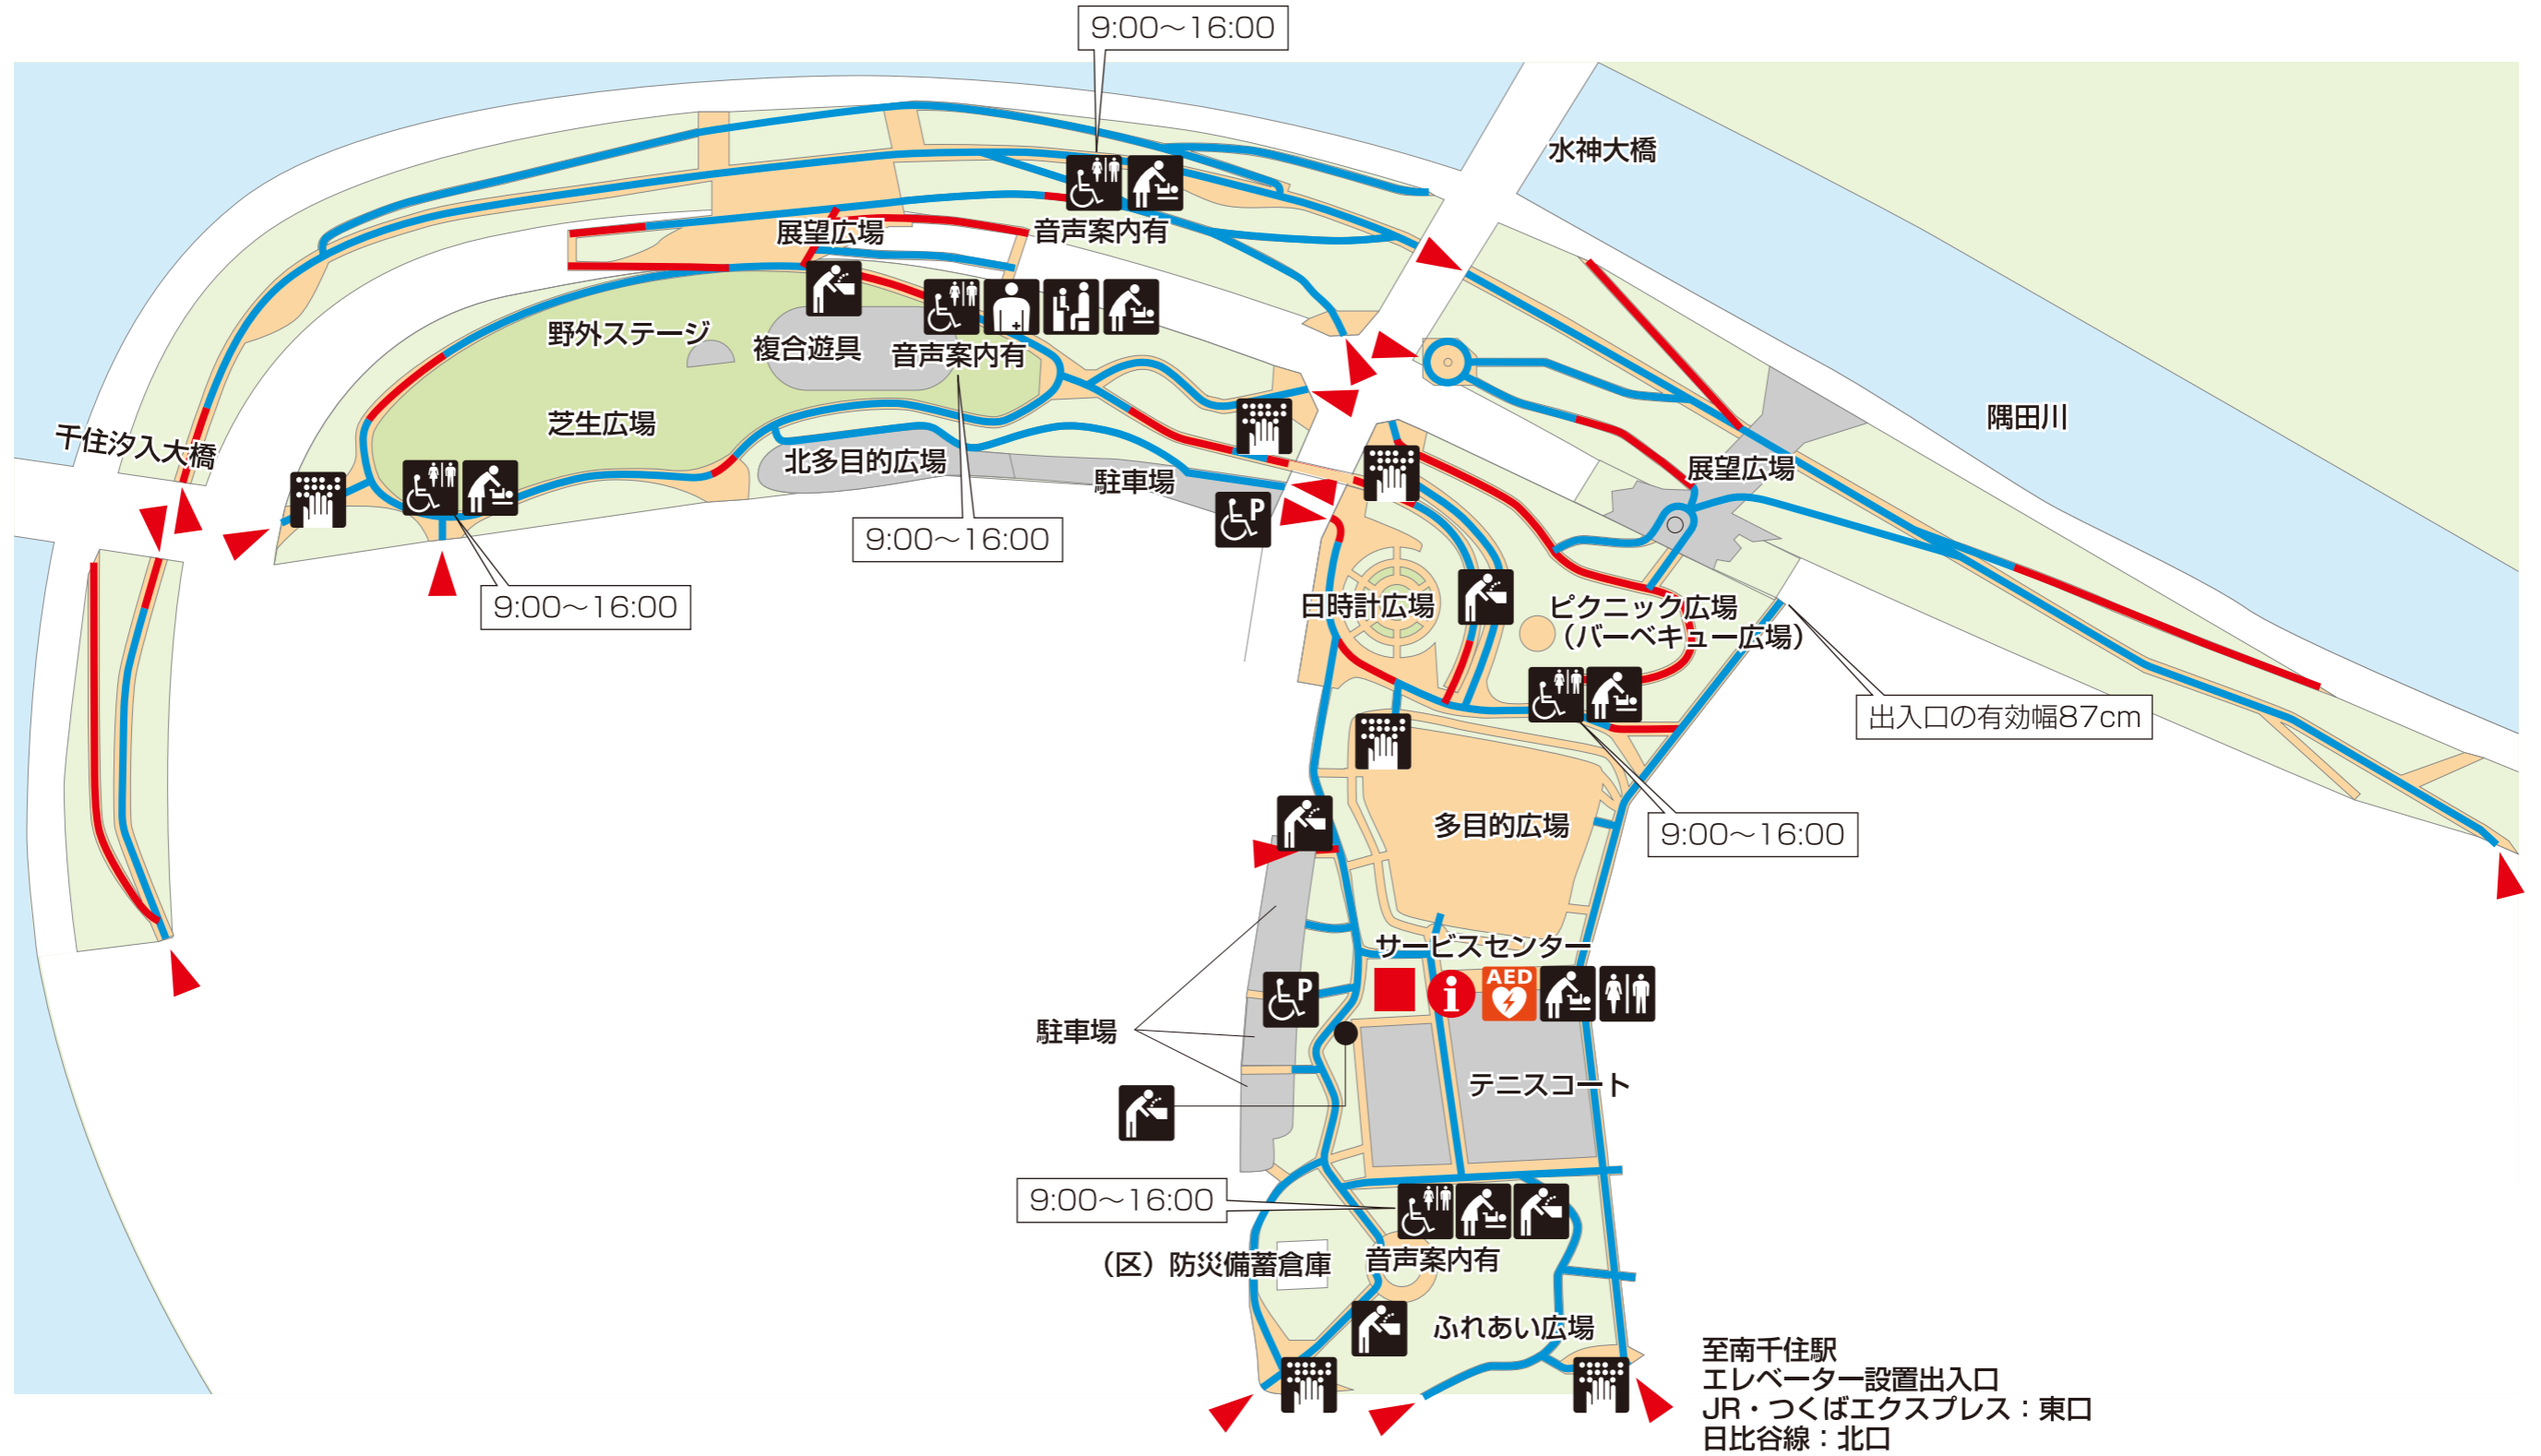 9:00〜16:00
水神大橋
展望広場
音声案内有
野外ステージ
複合遊具
音声案内有
隅田川
芝生広場
千住汐入大橋
北多目的広場
駐車場
P
展望広場
9:00〜16:00
9:00〜16:00
日時計広場
ピクニック広場
（バーベキュー広場）
出入口の有効幅87cm
多目的広場
9:00〜16:00
サービスセンター
P
i
AED
駐車場
テニスコート
9:00〜16:00
（区）防災備蓄倉庫
音声案内有
ふれあい広場
至南千住駅
エレベーター設置出入口
JR・つくばエクスプレス：東口
日比谷線：北口